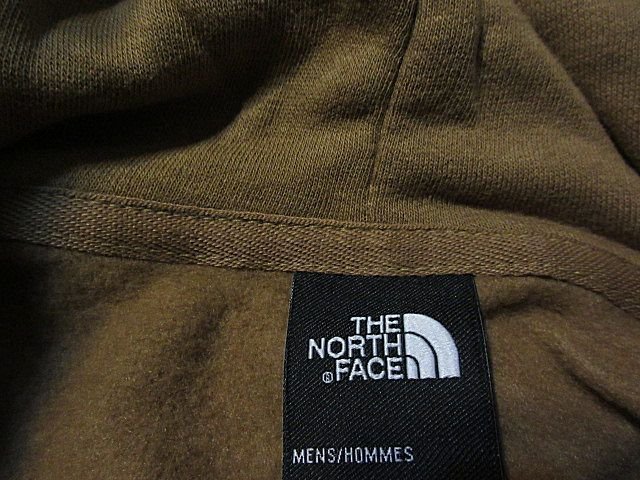 THE
NORTH
® FACE
MENS/HOMMES